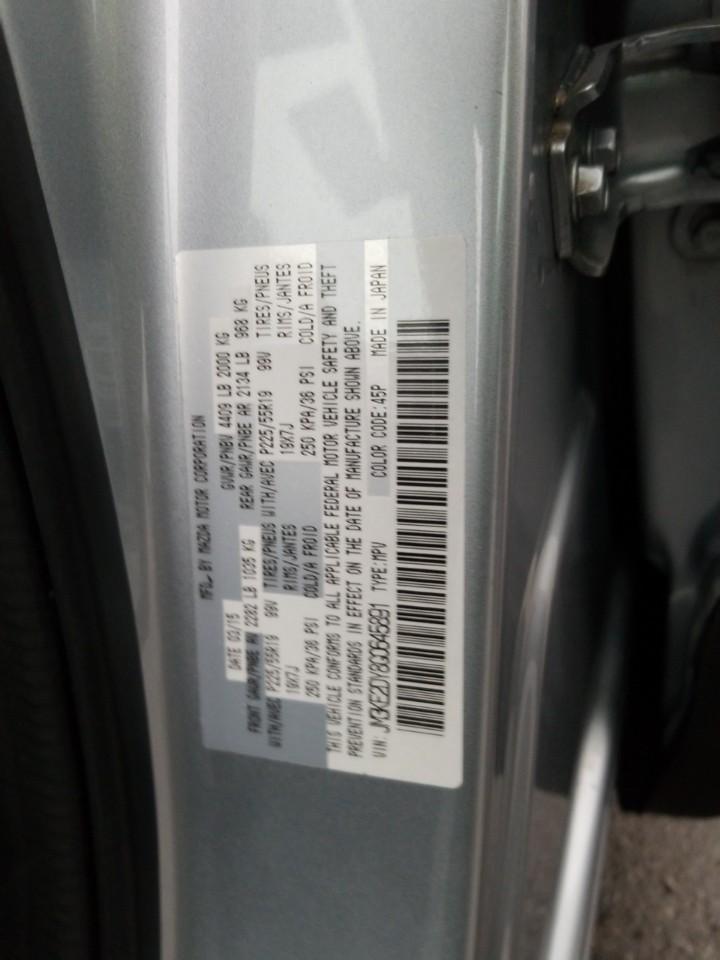 MFG. BY MAZDA MOTOR CORPORATION
DATE 03/15 GVWR/PNBV 4409 LB 2000 KG
FRONT GAWR/PNBE AV 2282 LB 1035 KG REAR GAWR/PNBE AR 2134 LB 968 KG
WITH/AVEC P225/55R19 99V TIRES/PNEUS WITH/AVEC P225/55R19 99V TIRES/PNEUS
19X7J RIMS/JANTES 19X7J RIMS/JANTES
250 KPA/36 PSI COLD/A FROID 250 KPA/36 PSI COLD/A FROID
THIS VEHICLE CONFORMS TO ALL APPLICABLE FEDERAL MOTOR VEHICLE SAFETY AND THEFT
PREVENTION STANDARDS IN EFFECT ON THE DATE OF MANUFACTURE SHOWN ABOVE.
VIN: JM3KE2DY8G0645891 TYPE:MPV COLOR CODE:45P MADE IN JAPAN